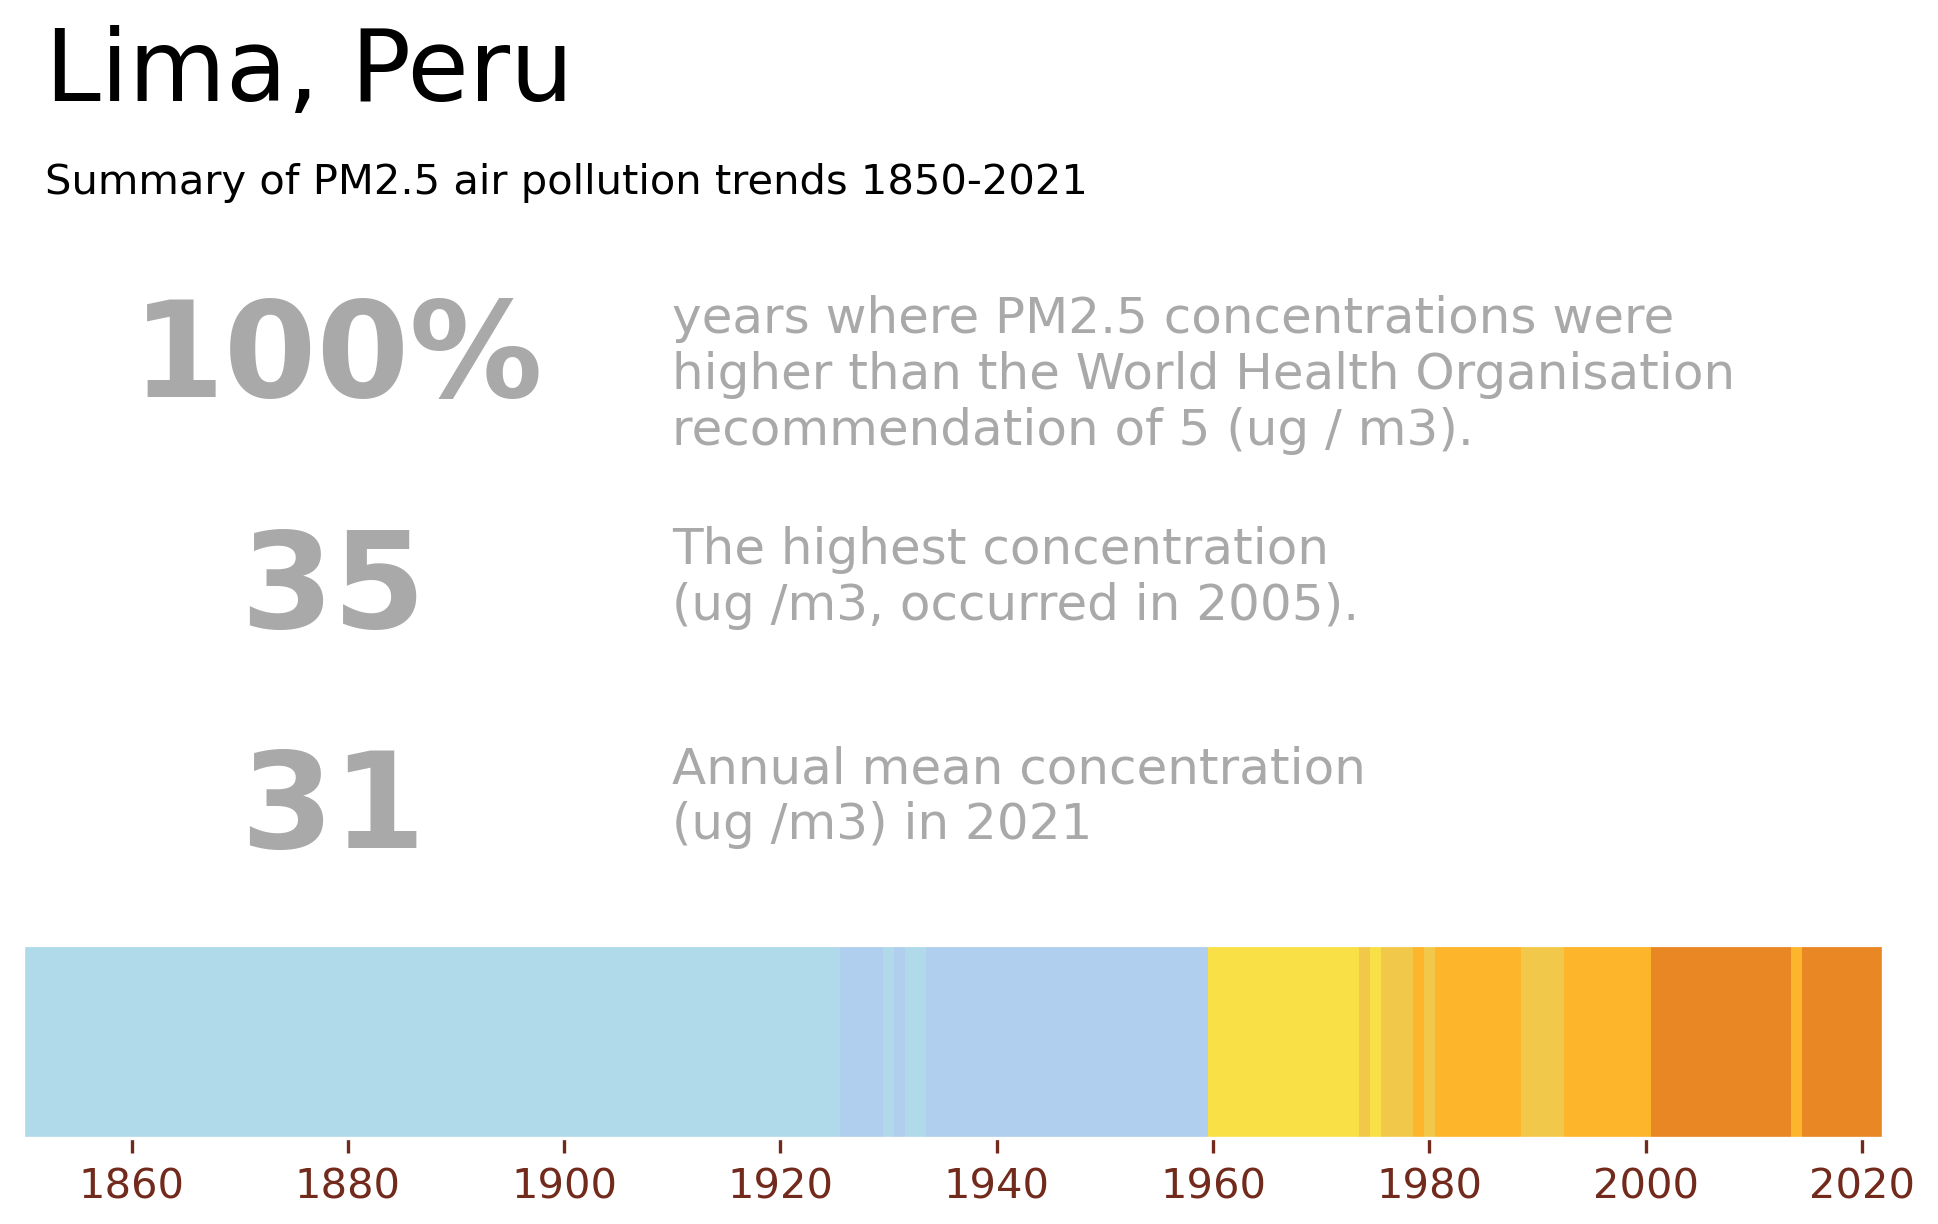 Lima, Peru
Summary of PM2.5 air pollution trends 1850-2021
100%
years where PM2.5 concentrations were
higher than the World Health Organisation
recommendation of 5 (ug / m3).
35
The highest concentration
(ug /m3, occurred in 2005).
31
Annual mean concentration
(ug /m3) in 2021
1860 1880 1900 1920 1940 1960 1980 2000 2020